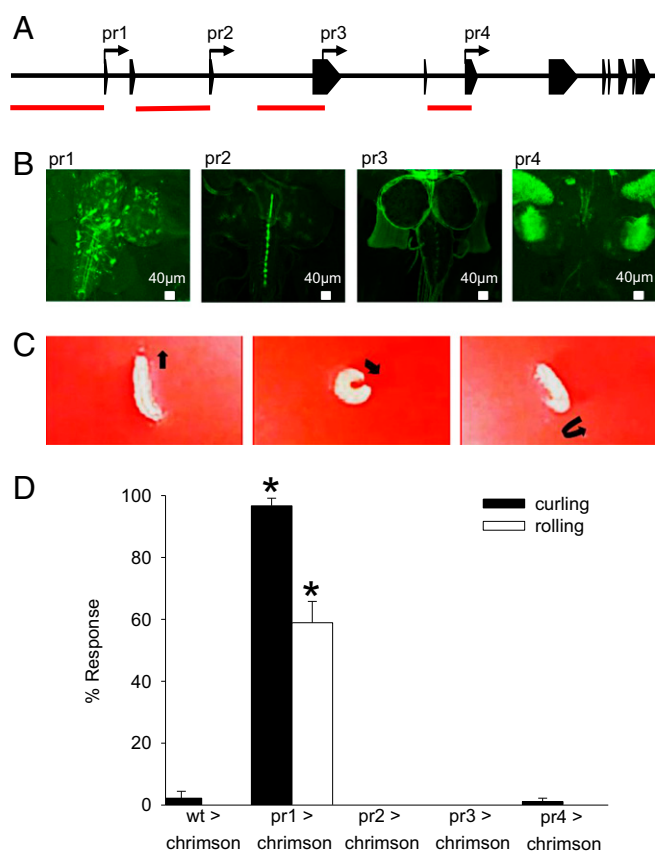 A
pr1 pr2 pr3 pr4
B
pr1 pr2 pr3 pr4
40µm 40µm 40µm 40µm
C
D
% Response
100
80
60
40
20
0
* *
curling
rolling
wt > pr1 > pr2 > pr3 > pr4 >
chrimson chrimson chrimson chrimson chrimson